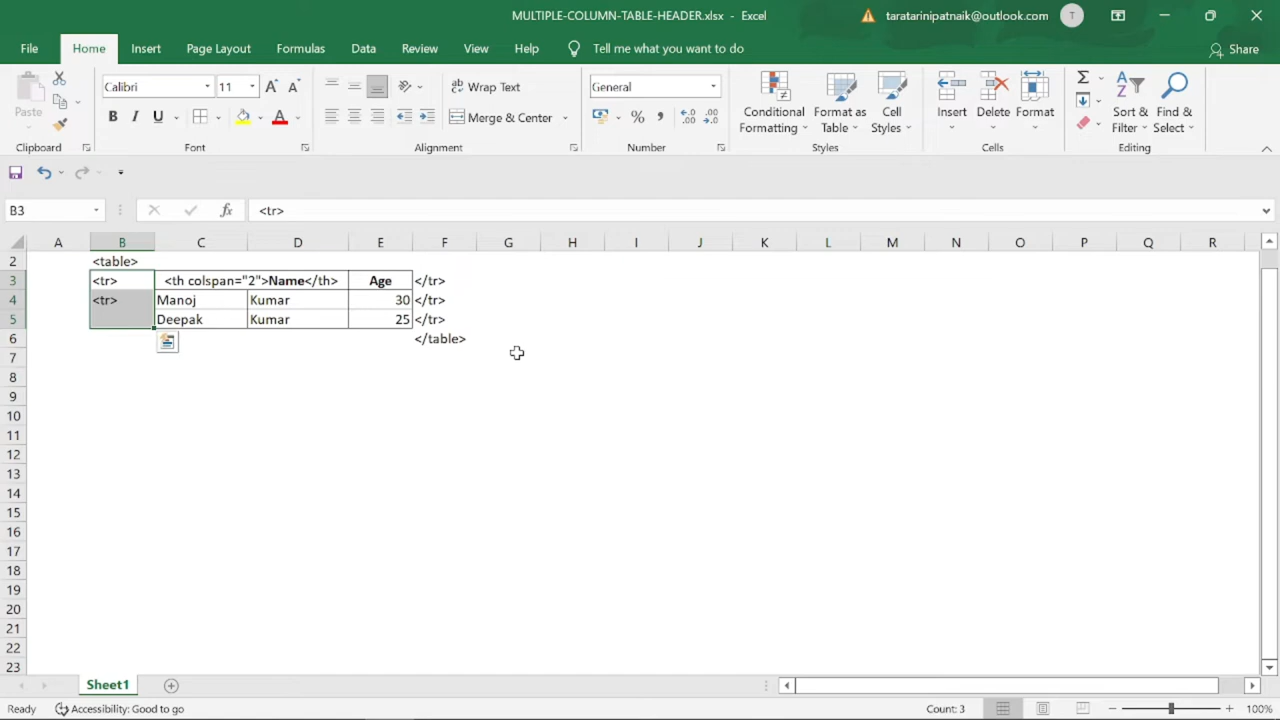 MULTIPLE-COLUMN-TABLE-HEADER.xlsx - Excel
taratarinipatnaik@outlook.com T
File Home Insert Page Layout Formulas Data Review View Help Tell me what you want to do Share
Calibri 11 Wrap Text General
Paste B I U A Merge & Center % , Conditional Formatting Format as Table Cell Styles Insert Delete Format Sort & Filter Find & Select
Clipboard Font Alignment Number Styles Cells Editing
B3 fx <tr>
A B C D E F G H I J K L M N O P Q R
2 <table>
3 <tr> <th colspan="2">Name</th> Age </tr>
4 <tr> Manoj Kumar 30 </tr>
5 Deepak Kumar 25 </tr>
6 </table>
7
8
9
10
11
12
13
14
15
16
17
18
19
20
21
22
23
Sheet1
Ready Accessibility: Good to go Count: 3 100%